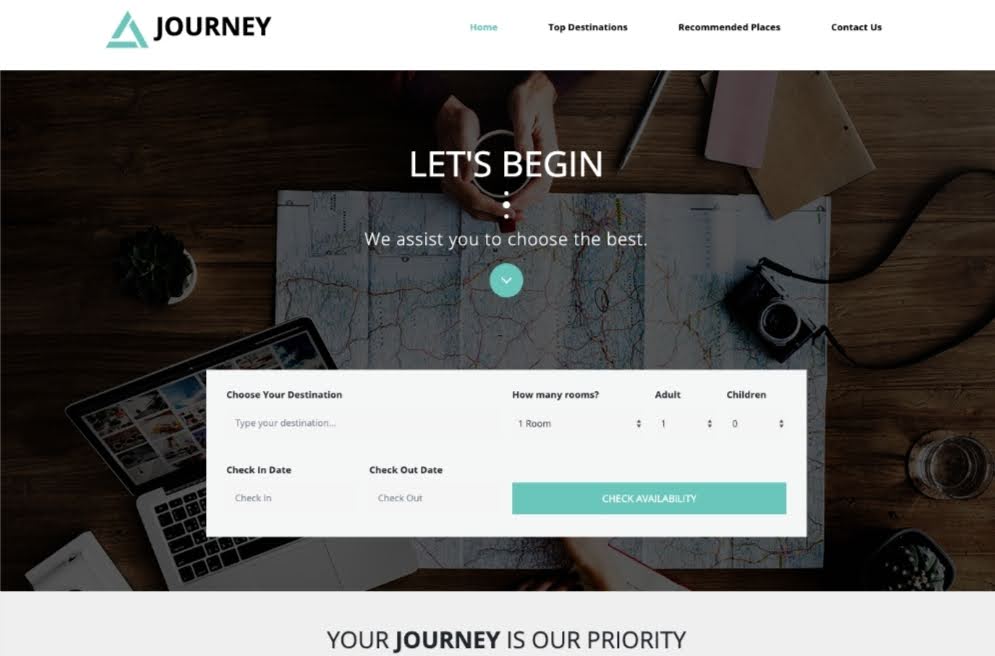 JOURNEY
Home Top Destinations Recommended Places Contact Us
LET'S BEGIN
We assist you to choose the best.
Choose Your Destination How many rooms? Adult Children
Type your destination... 1 Room 1 0
Check In Date Check Out Date
Check In Check Out CHECK AVAILABILITY
YOUR JOURNEY IS OUR PRIORITY